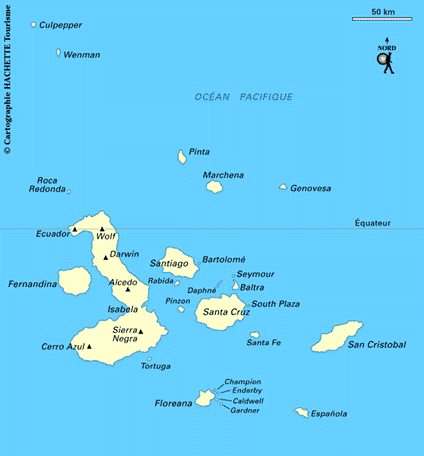 © Cartographie HACHETTE Tourisme
Culpepper
50 km
Wenman
NORD
OCÉAN PACIFIQUE
Pinta
Marchena
Genovesa
Roca
Redonda
Équateur
Ecuador
Wolf
Darwin
Santiago
Bartolomé
Seymour
Fernandina
Alcedo
Rabida
Daphné
Baltra
Isabela
Pinzon
Santa Cruz
South Plaza
Sierra
Negra
Cerro Azul
Santa Fe
San Cristobal
Tortuga
Champion
Enderby
Floreana
Caldwell
Gardner
Española